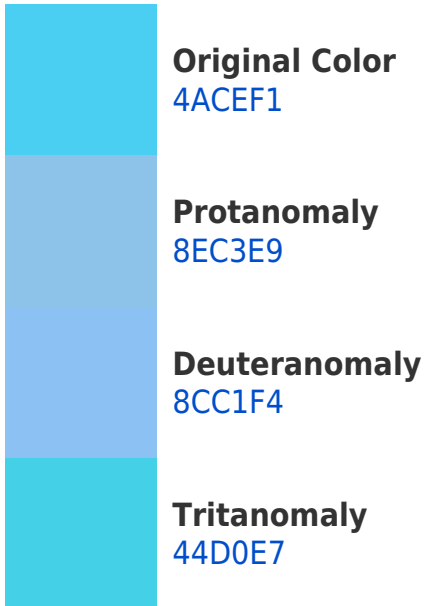 Original Color
4ACEF1
Protanomaly
8EC3E9
Deuteranomaly
8CC1F4
Tritanomaly
44D0E7